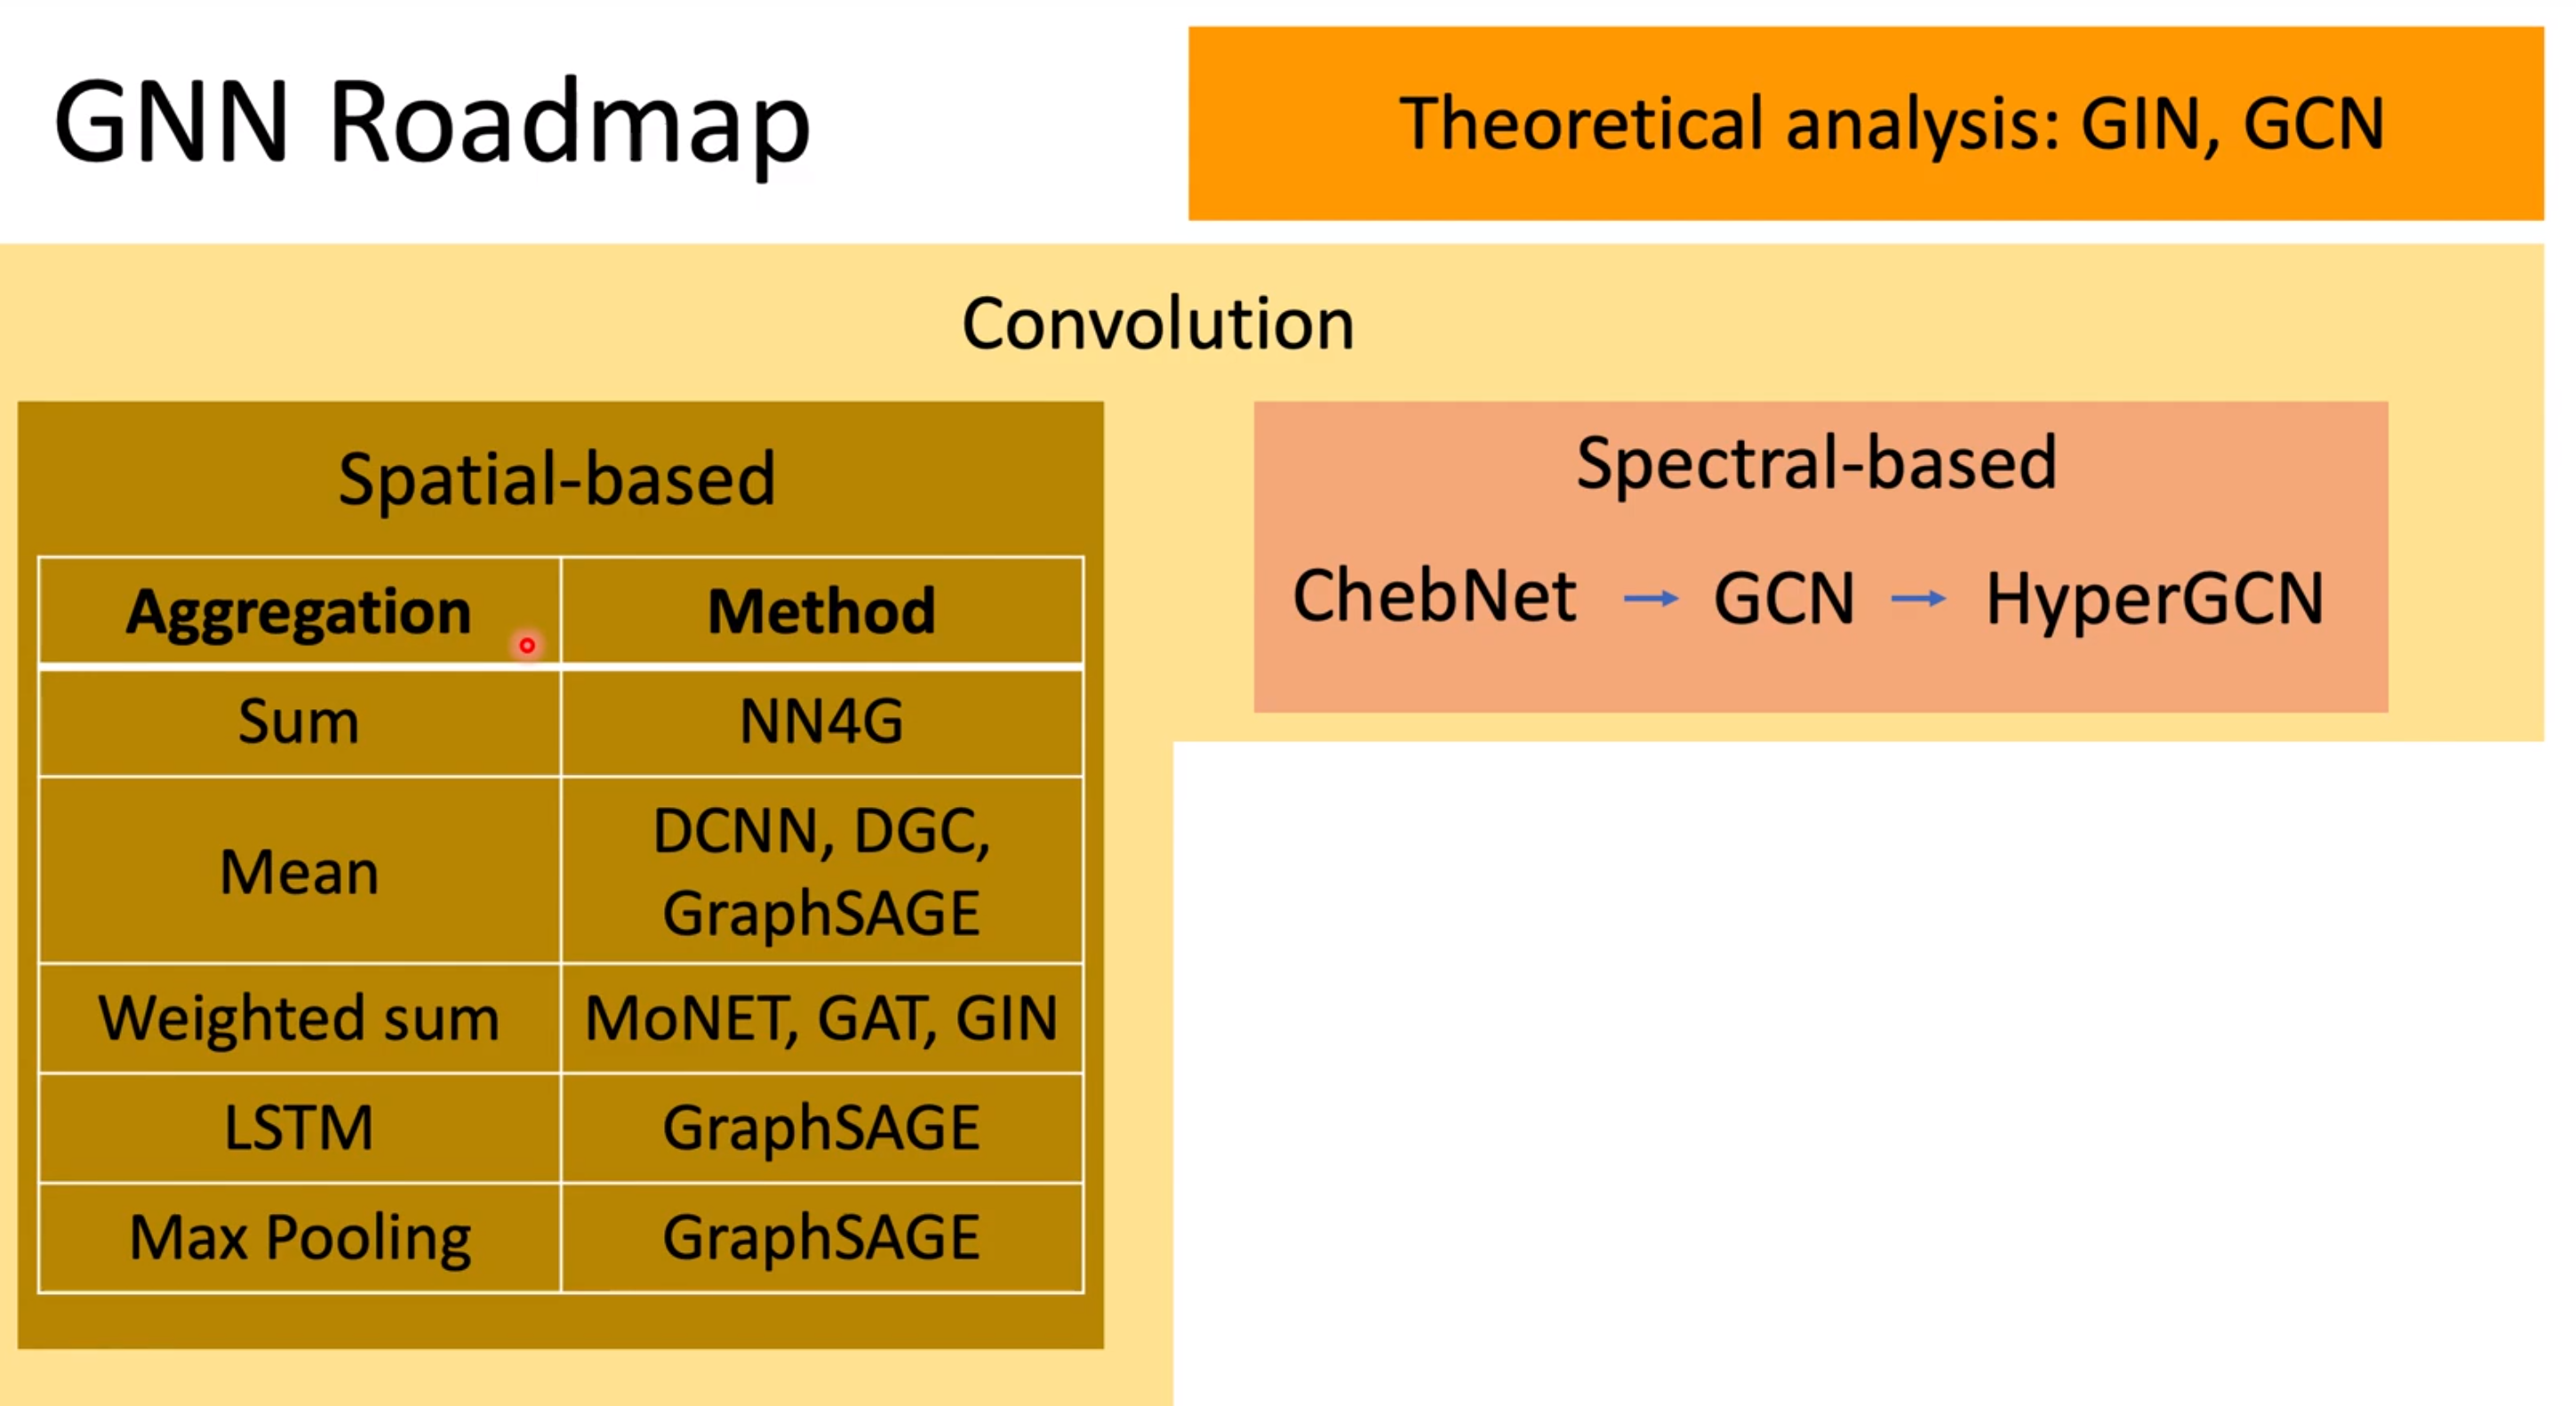 GNN Roadmap
Theoretical analysis: GIN, GCN
Convolution
Spatial-based
Aggregation Method
Sum NN4G
Mean DCNN, DGC,
GraphSAGE
Weighted sum MoNET, GAT, GIN
LSTM GraphSAGE
Max Pooling GraphSAGE
Spectral-based
ChebNet → GCN → HyperGCN